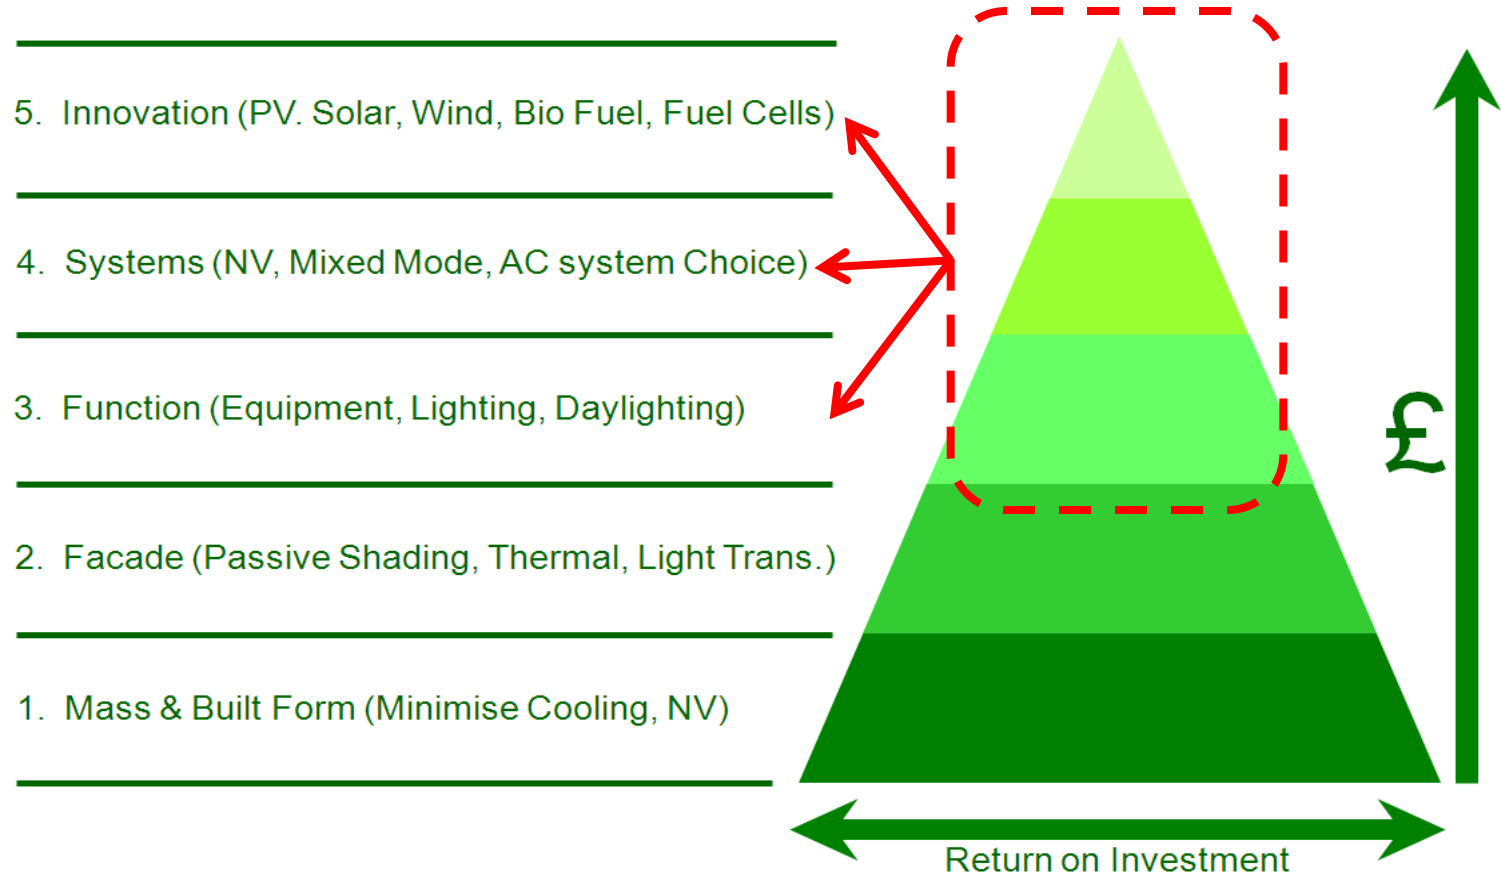 5. Innovation (PV. Solar, Wind, Bio Fuel, Fuel Cells)
4. Systems (NV, Mixed Mode, AC system Choice)
3. Function (Equipment, Lighting, Daylighting)
£
2. Facade (Passive Shading, Thermal, Light Trans.)
1. Mass & Built Form (Minimise Cooling, NV)
Return on Investment